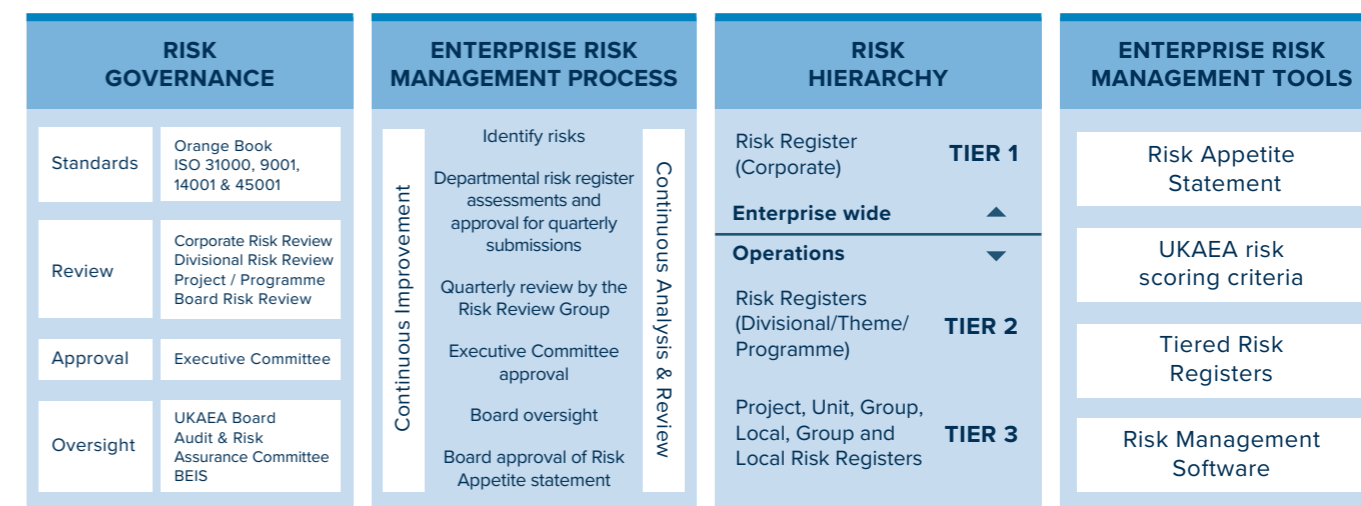 RISK
GOVERNANCE
Standards
Orange Book
ISO 31000, 9001,
14001 & 45001
Review
Corporate Risk Review
Divisional Risk Review
Project / Programme
Board Risk Review
Approval
Executive Committee
Oversight
UKAEA Board
Audit & Risk
Assurance Committee
BEIS
ENTERPRISE RISK
MANAGEMENT PROCESS
Continuous Improvement
Identify risks
Departmental risk register
assessments and
approval for quarterly
submissions
Quarterly review by the
Risk Review Group
Executive Committee
approval
Board oversight
Board approval of Risk
Appetite statement
Continuous Analysis & Review
RISK
HIERARCHY
Risk Register
(Corporate)
TIER 1
Enterprise wide
Operations
Risk Registers
(Divisional/Theme/
Programme)
TIER 2
Project, Unit, Group,
Local, Group and
Local Risk Registers
TIER 3
ENTERPRISE RISK
MANAGEMENT TOOLS
Risk Appetite
Statement
UKAEA risk
scoring criteria
Tiered Risk
Registers
Risk Management
Software